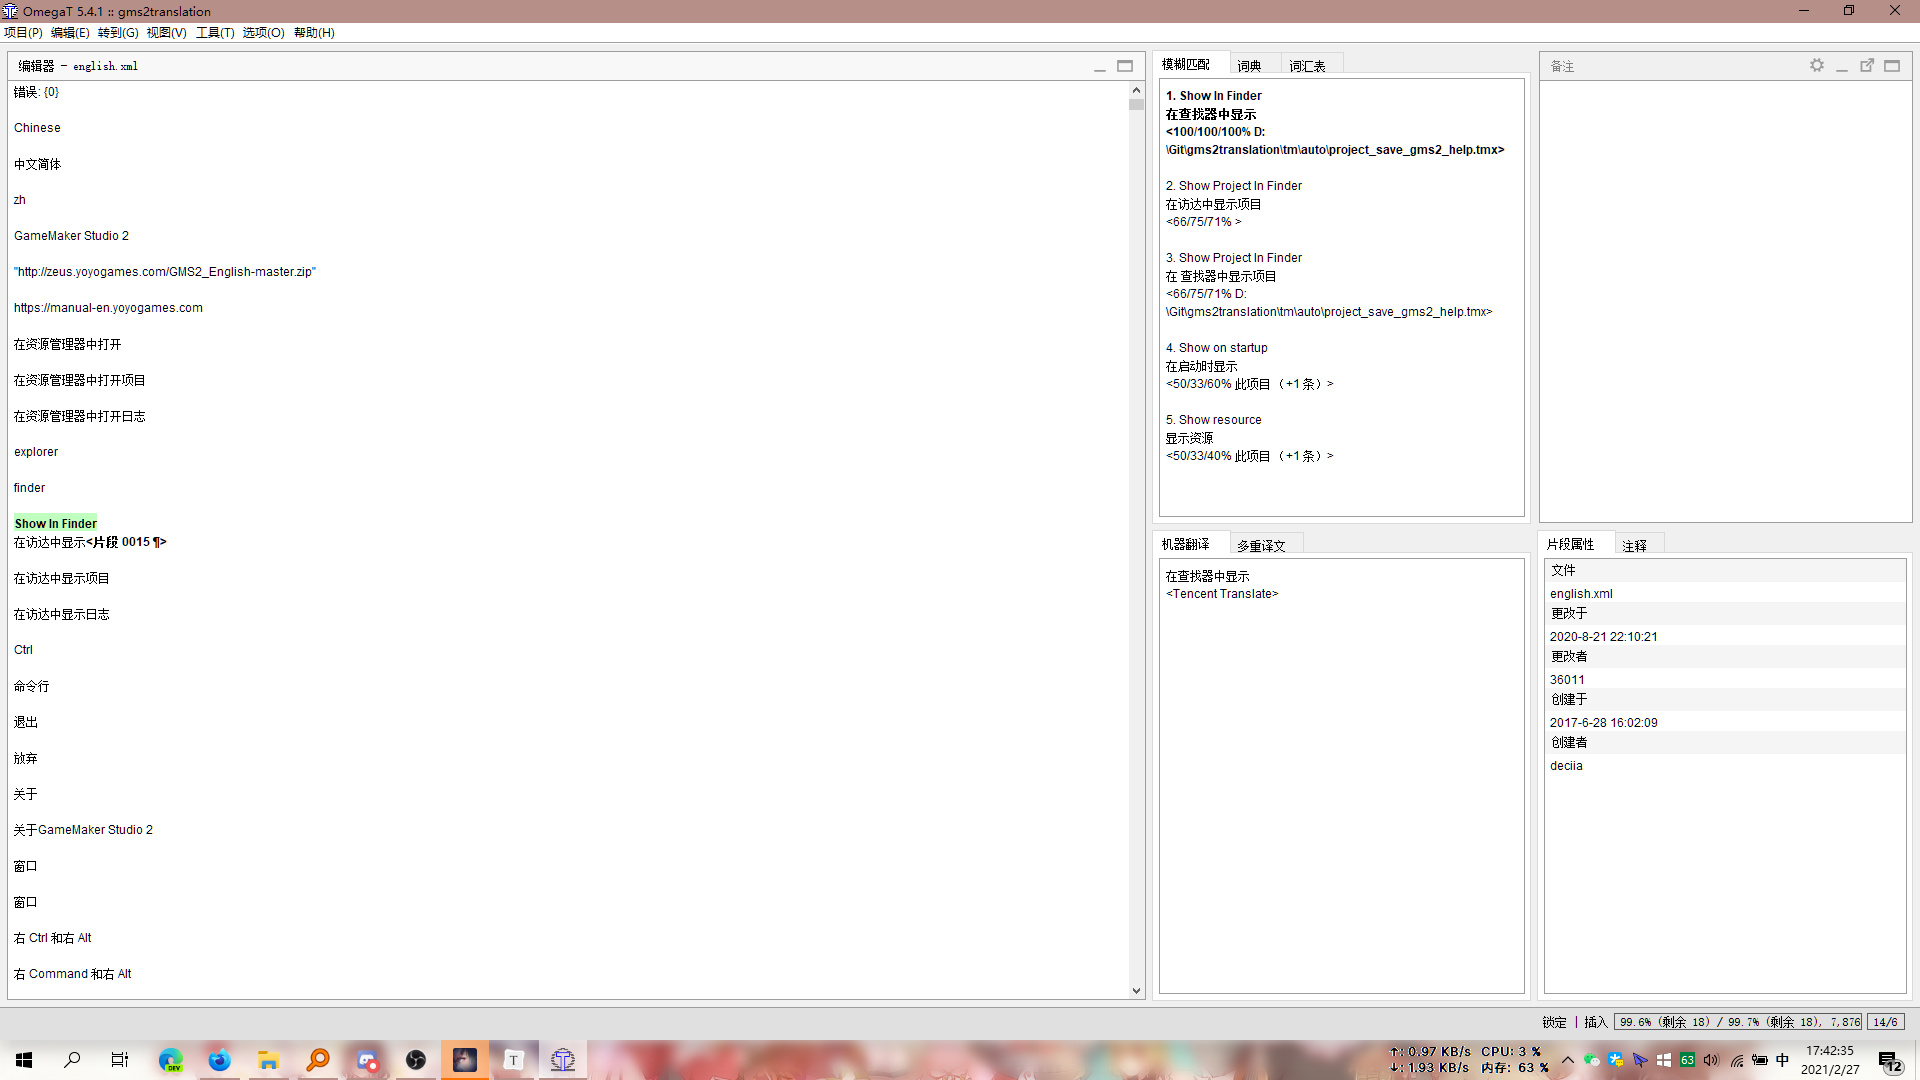 OmegaT 5.4.1 :: gms2translation
项目(P) 编辑(E) 转到(G) 视图(V) 工具(T) 选项(O) 帮助(H)
编辑器 - english.xml
错误: {0}
Chinese
中文简体
zh
GameMaker Studio 2
"http://zeus.yoyogames.com/GMS2_English-master.zip"
https://manual-en.yoyogames.com
在资源管理器中打开
在资源管理器中打开项目
在资源管理器中打开日志
explorer
finder
Show In Finder
在访达中显示<片段 0015 ¶>
在访达中显示项目
在访达中显示日志
Ctrl
命令行
退出
放弃
关于
关于GameMaker Studio 2
窗口
窗口
右 Ctrl 和右 Alt
右 Command 和右 Alt
模糊匹配 词典 词汇表
1. Show In Finder
在查找器中显示
<100/100/100% D:
\Git\gms2translation\tm\auto\project_save_gms2_help.tmx>
2. Show Project In Finder
在访达中显示项目
<66/75/71% >
3. Show Project In Finder
在 查找器中显示项目
<66/75/71% D:
\Git\gms2translation\tm\auto\project_save_gms2_help.tmx>
4. Show on startup
在启动时显示
<50/33/60% 此项目（+1 条）>
5. Show resource
显示资源
<50/33/40% 此项目（+1 条）>
备注
机器翻译 多重译文
在查找器中显示
<Tencent Translate>
片段属性 注释
文件
english.xml
更改于
2020-8-21 22:10:21
更改者
36011
创建于
2017-6-28 16:02:09
创建者
deciia
锁定 | 插入 99.6% (剩余 18) / 99.7% (剩余 18), 7,876 14/6
DEV
T
↑: 0.97 KB/s CPU: 3 %
↓: 1.93 KB/s 内存: 63 %
63
中
17:42:35
2021/2/27
12